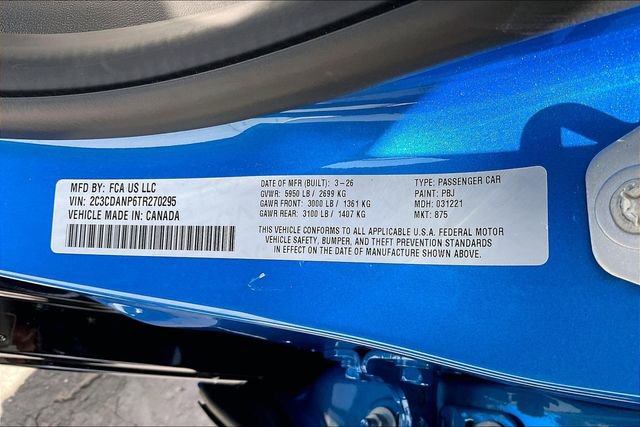 MFD BY: FCA US LLC
VIN: 2C3CDANP6TR270295
VEHICLE MADE IN: CANADA
DATE OF MFR (BUILT): 3-26
GVWR: 5950 LB / 2699 KG
GAWR FRONT: 3000 LB / 1361 KG
GAWR REAR: 3100 LB / 1407 KG
TYPE: PASSENGER CAR
PAINT: PBJ
MDH: 031221
MKT: 875
THIS VEHICLE CONFORMS TO ALL APPLICABLE U.S.A. FEDERAL MOTOR
VEHICLE SAFETY, BUMPER, AND THEFT PREVENTION STANDARDS
IN EFFECT ON THE DATE OF MANUFACTURE SHOWN ABOVE.